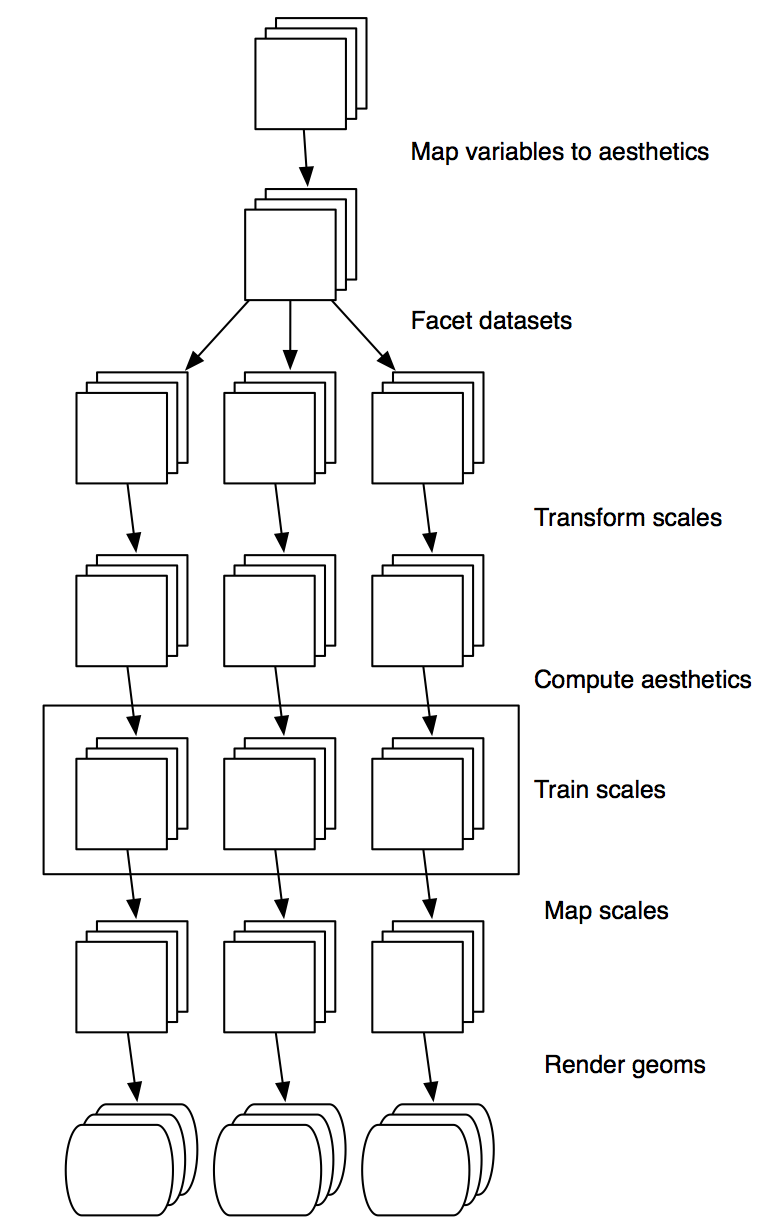 Map variables to aesthetics
Facet datasets
Transform scales
Compute aesthetics
Train scales
Map scales
Render geoms